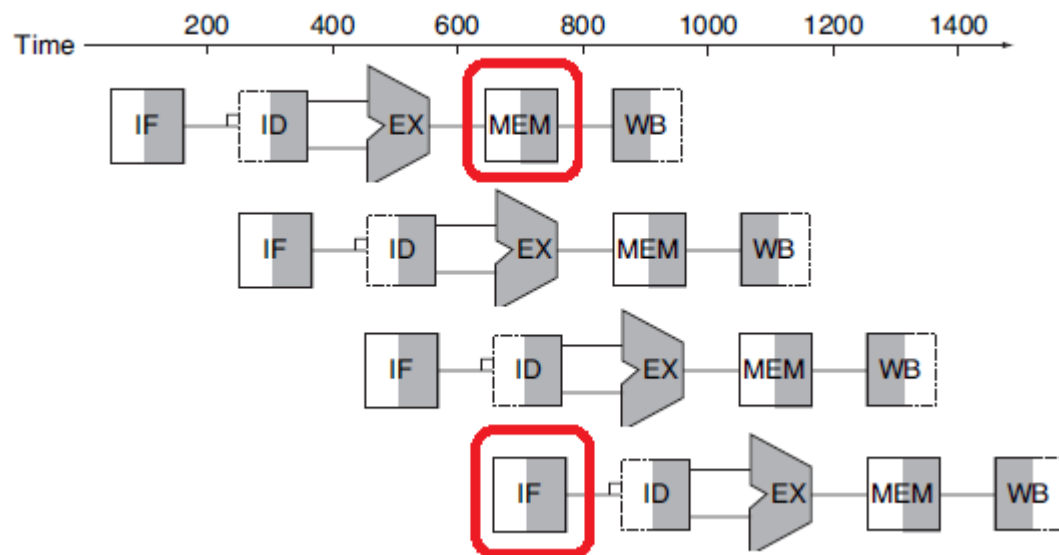 200 400 600 800 1000 1200 1400
Time
IF ID EX MEM WB
IF ID EX MEM WB
IF ID EX MEM WB
IF ID EX MEM WB